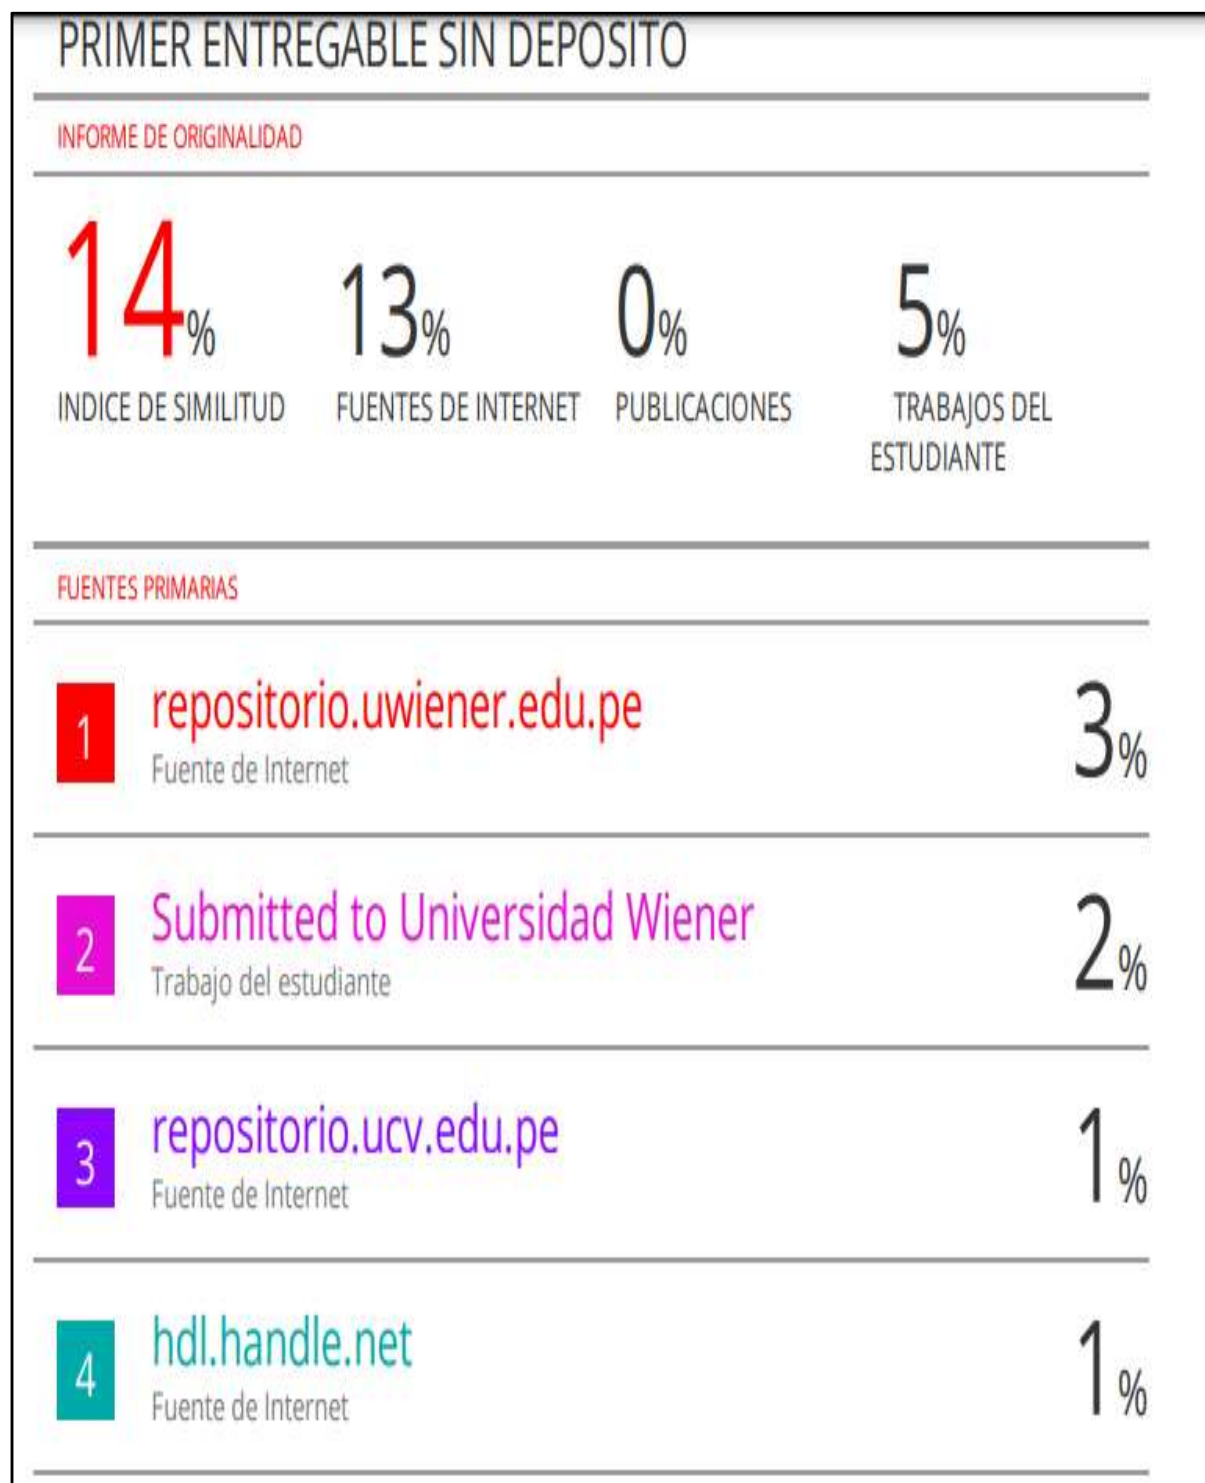 PRIMER ENTREGABLE SIN DEPOSITO
INFORME DE ORIGINALIDAD
14% 13% 0% 5%
INDICE DE SIMILITUD FUENTES DE INTERNET PUBLICACIONES TRABAJOS DEL
ESTUDIANTE
FUENTES PRIMARIAS
1 repositorio.uwiener.edu.pe 3%
Fuente de Internet
2 Submitted to Universidad Wiener 2%
Trabajo del estudiante
3 repositorio.ucv.edu.pe 1%
Fuente de Internet
4 hdl.handle.net 1%
Fuente de Internet